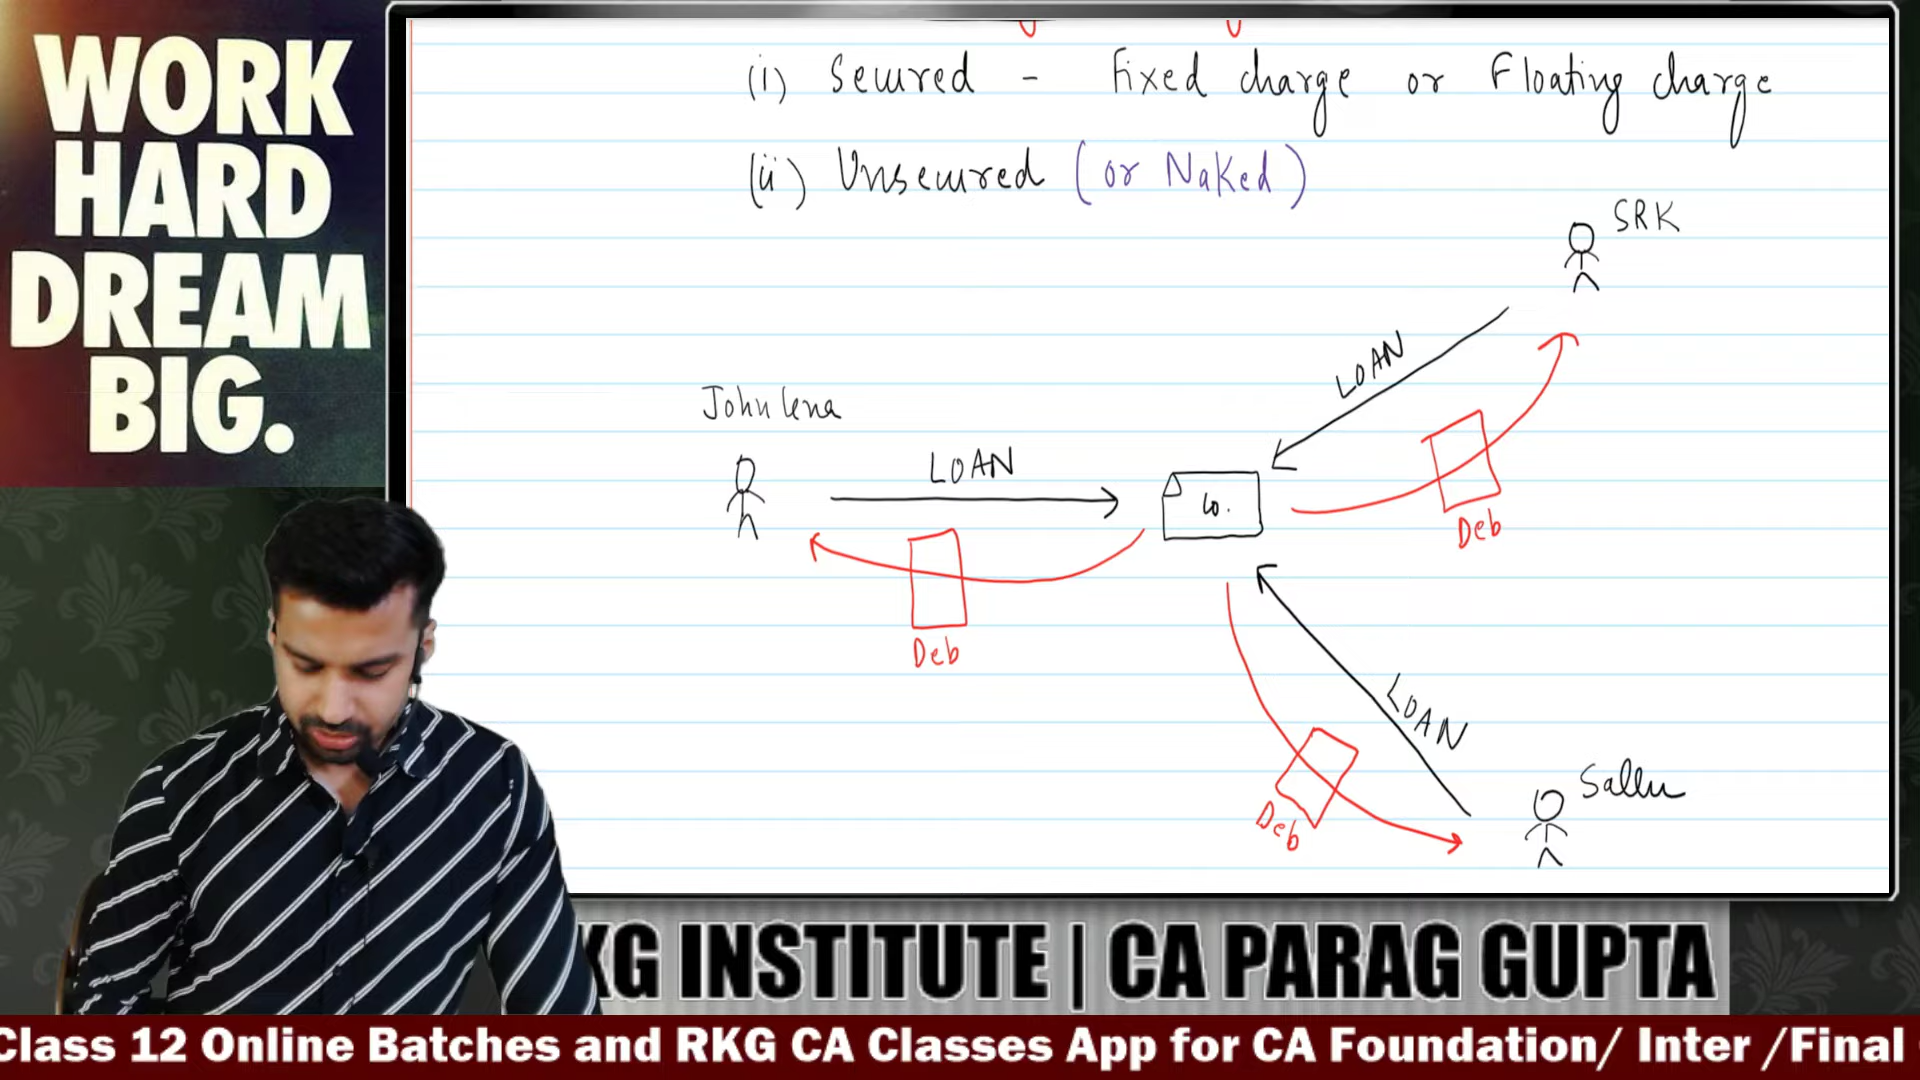 WORK
HARD
DREAM
BIG.
(i) Secured - Fixed charge or Floating charge
(ii) Unsecured (or Naked)
SRK
LOAN
John Cena
LOAN
Co.
Deb
Deb
LOAN
Sallu
Deb
KG INSTITUTE | CA PARAG GUPTA
Class 12 Online Batches and RKG CA Classes App for CA Foundation/ Inter /Final